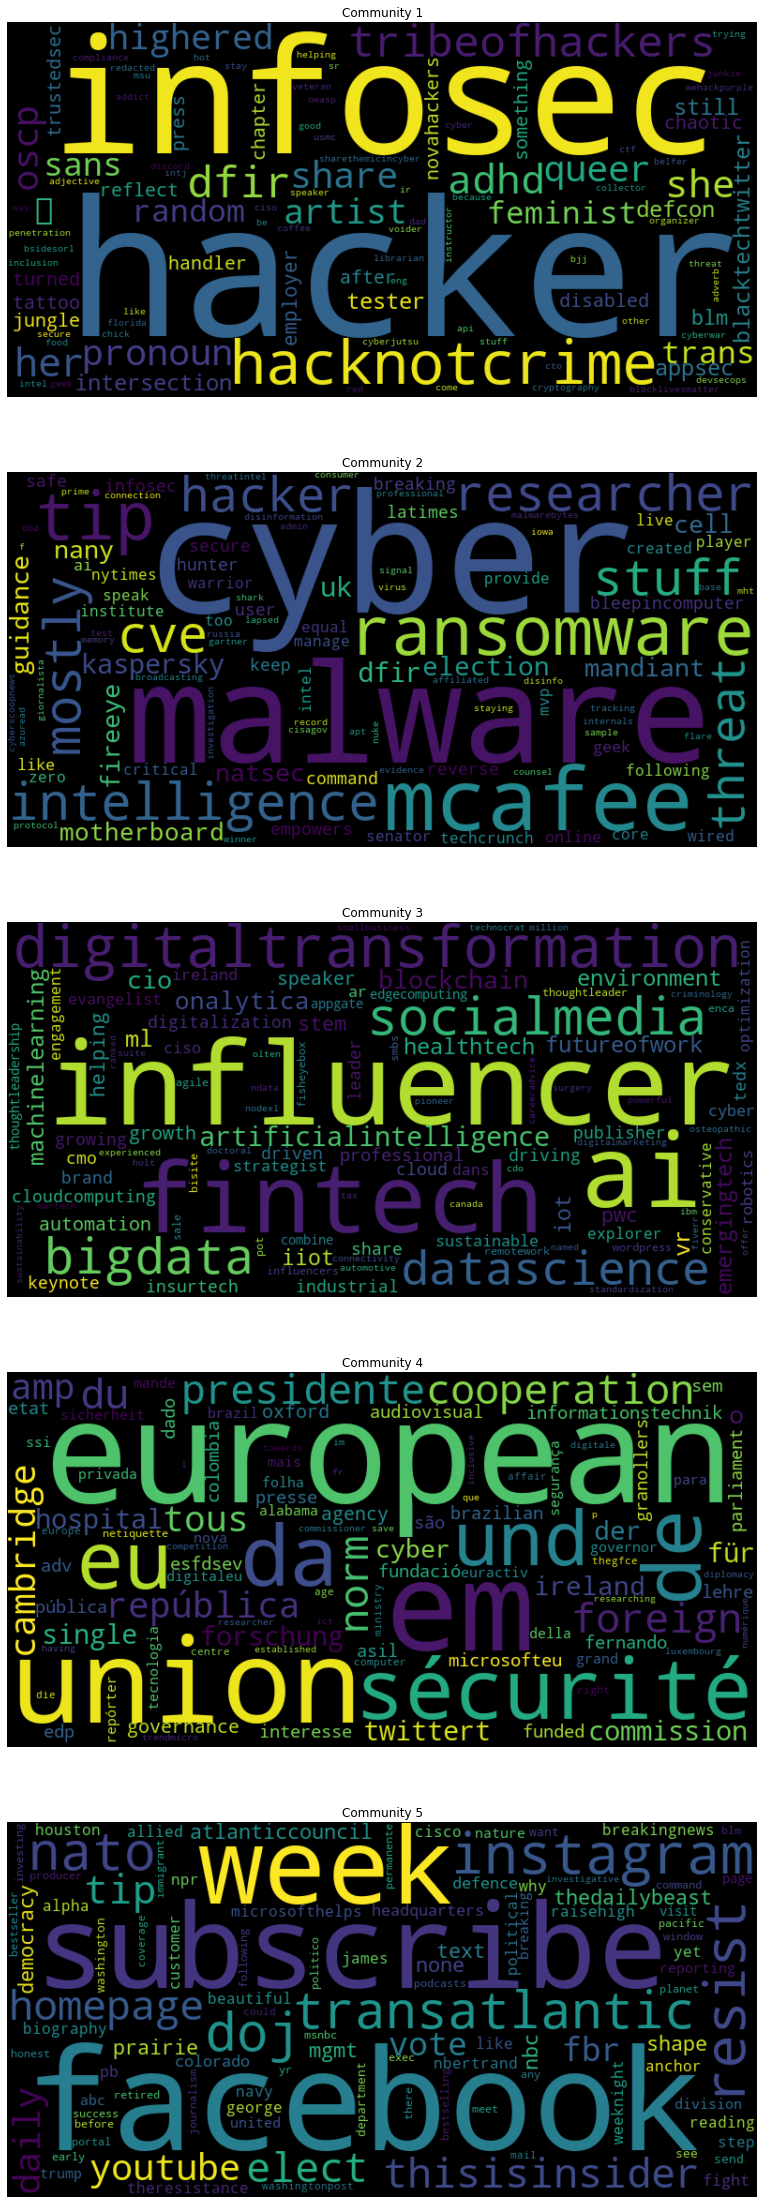 Community 1
highered
tribeofhackers
infosec
trustedsec
oscp
press
chapter
novahackers
something
still
chaotic
sans
dfir
share
adhd
queer
she
reflect
random
artist
feminist
defcon
blacktechtwitter
hacker
handler
employer
after
tester
disabled
turned
tattoo
jungle
blm
appsec
her
pronoun
hacknotcrime
trans
intersection
compliance
redacted
msu
hot
stay
helping
sr
veteran
owasp
good
usmc
trying
junkie
wehackpurple
addict
cyber
ctf
belfer
sharethemicincyber
discord
intj
adjective
way
penetration
bsidesorl
inclusion
speaker
ir
because
collector
organizer
ciso
be
coffee
dad
voider
librarian
instructor
eng
bjj
threat
adverb
like
florida
secure
chick
food
intel
geek
api
other
cyberjutsu
stuff
cyberwar
devsecops
cto
cryptography
come
red
blacklivesmatter
Community 2
safe
prime
connection
infosec
tip
hacker
threatintel
consumer
breaking
professional
disinformation
admin
latimes
researcher
malwarebytes
live
cell
iowa
created
player
cyber
dod
nany
secure
ai
hunter
nytimes
warrior
speak
institute
user
shark
too
russia
lapsed
gartner
uk
signal
virus
provide
stuff
base
mht
bleepincomputer
f
guidance
mostly
test
memory
cve
equal
manage
ransomware
kaspersky
keep
dfir
election
mandiant
threat
broadcasting
affiliated
disinfo
malware
cyberscoopnews
azuread
giornalista
fireeye
investigation
intel
record
cisagov
apt
nuke
mvp
staying
tracking
internals
sample
flare
geek
like
zero
critical
natsec
command
evidence
reverse
counsel
following
intelligence
mcafee
protocol
motherboard
winner
empowers
senator
techcrunch
online
core
wired
Community 3
digitaltransformation
smallbusiness
technocrat
million
cio
ireland
speaker
blockchain
environment
evangelist
onalytica
appgate
ar
edgecomputing
thoughtleader
criminology
optimization
engagement
digitalization
stem
socialmedia
enca
machinelearning
helping
ml
ciso
leader
smbs
healthtech
futureofwork
tedx
thoughtleadership
ranked
suite
olten
agile
ndata
nodexl
fisheyebox
influencer
pioneer
careeradvice
surgery
powerful
cyber
growing
growth
artificialintelligence
publisher
digitalmarketing
osteopathic
cmo
experienced
holt
doctoral
driven
strategist
professional
cloud
dans
cdo
driving
ai
brand
bisite
cloudcomputing
fintech
tax
canada
iot
pwc
ibm
conservative
emergingtech
robotics
offer
fiverr
automation
martech
sale
pot
combine
connectivity
sustainable
remotework
named
explorer
wordpress
vr
sustainability
bigdata
iiot
share
influencers
automotive
keynote
insurtech
industrial
datascience
standardization
Community 4
amp
du
mande
presidente
cooperation
sem
etat
sicherheit
dado
brazil
oxford
audiovisual
informationstechnik
o
ssi
european
colombia
privada
towards
l
im
fr
inclusive
digitale
affair
segurança
granollers
parliament
mais
folha
para
hospital
tous
presse
alabama
agency
brazilian
que
são
europe
netiquette
nova
commissioner
save
p
der
governor
thegfce
cambridge
eu
adv
competition
esfdsev
digitaleu
da
age
norm
cyber
und
de
für
fundació
euractiv
diplomacy
pública
república
researcher
ministry
em
ireland
lehre
researching
single
forschung
ict
foreign
numérique
having
tecnologia
centre
established
asil
computer
della
fernando
microsofteu
grand
luxembourg
union
sécurité
die
right
repórter
edp
governance
trendmicro
interesse
twittert
funded
commission
Community 5
investing
houston
producer
allied
atlanticcouncil
permanente
cisco
nature
want
breakingnews
blm
nato
week
instagram
bestseller
tip
immigrant
npr
defence
why
investigative
command
page
thedailybeast
democracy
alpha
washington
coverage
customer
microsofthelps
headquarters
following
politico
text
none
podcasts
political
breaking
raisehigh
visit
pacific
window
yet
reporting
subscribe
james
resist
homepage
beautiful
could
transatlantic
planet
biography
doj
msnbc
vote
like
nbc
fbr
shape
honest
prairie
colorado
yr
mgmt
exec
nbertrand
any
anchor
pb
facebook
abc
retired
journalism
navy
george
united
department
there
meet
bestselling
weeknight
division
reading
success
before
daily
portal
early
step
see
send
trump
youtube
theresistance
elect
washingtonpost
mail
thisisinsider
fight